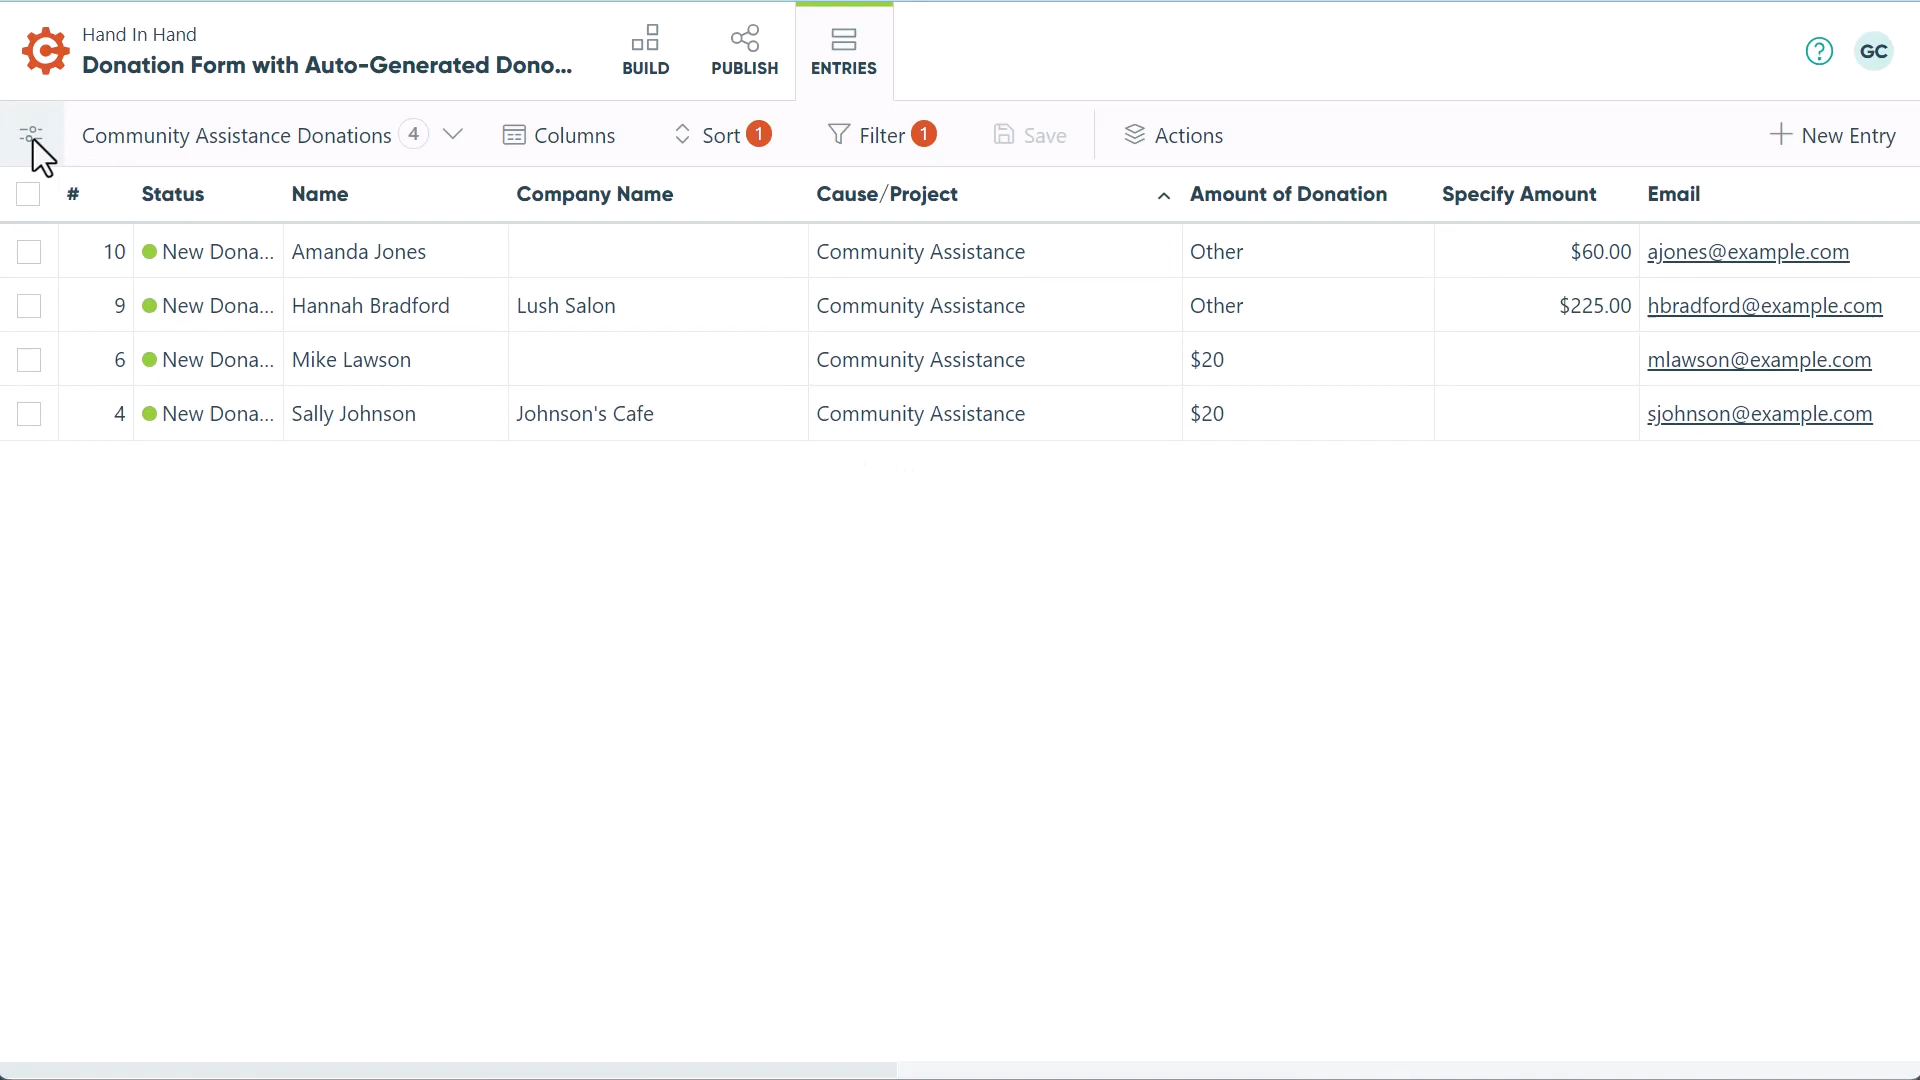 Hand In Hand
Donation Form with Auto-Generated Dono...
BUILD
PUBLISH
ENTRIES
GC
Community Assistance Donations 4
Columns
Sort 1
Filter 1
Save
Actions
New Entry
# Status Name Company Name Cause/Project Amount of Donation Specify Amount Email
10 New Dona... Amanda Jones Community Assistance Other $60.00 ajones@example.com
9 New Dona... Hannah Bradford Lush Salon Community Assistance Other $225.00 hbradford@example.com
6 New Dona... Mike Lawson Community Assistance $20 mlawson@example.com
4 New Dona... Sally Johnson Johnson's Cafe Community Assistance $20 sjohnson@example.com